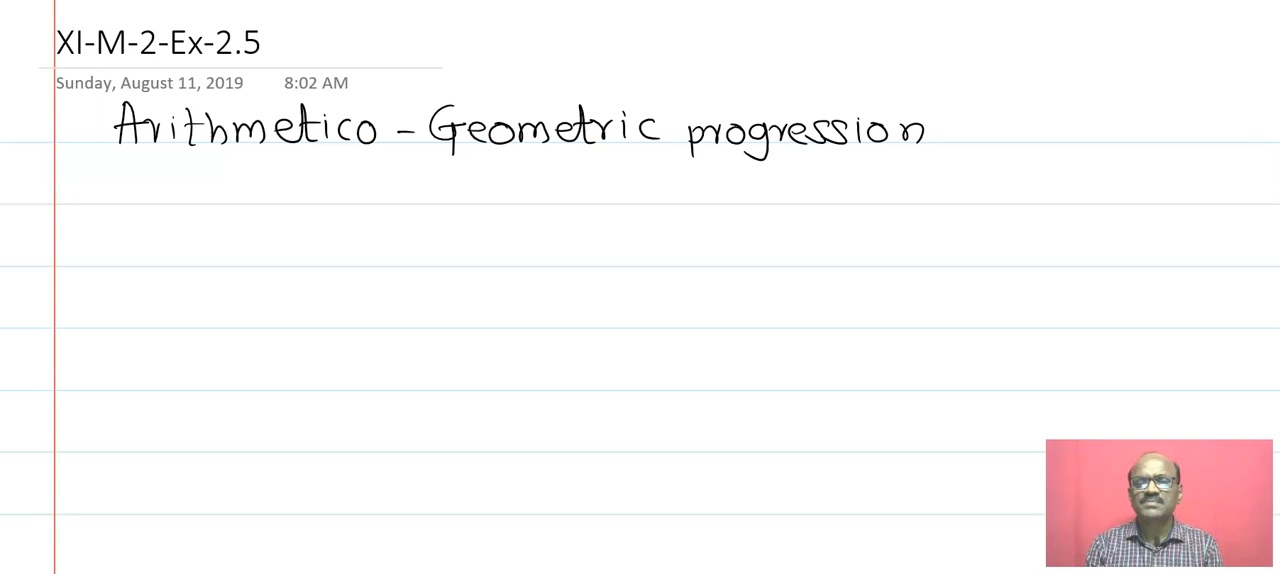 XI-M-2-Ex-2.5
Sunday, August 11, 2019 8:02 AM
Arithmetico - Geometric progression